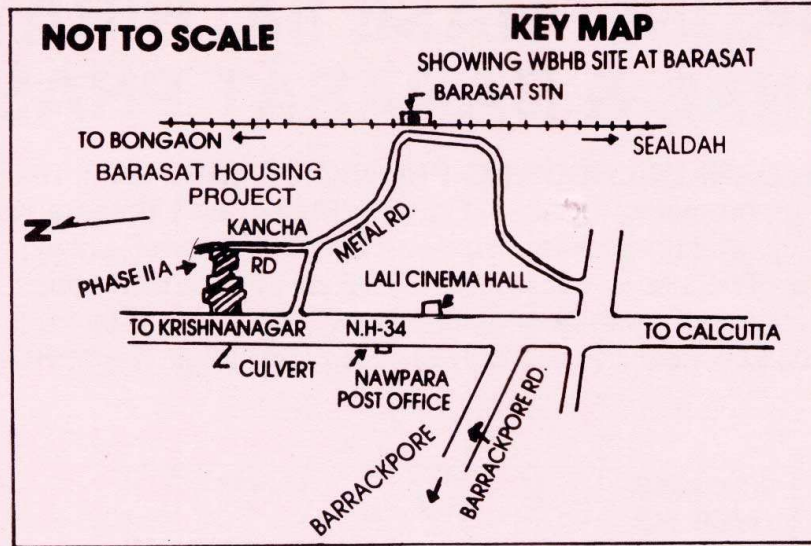 NOT TO SCALE
KEY MAP
SHOWING WBHB SITE AT BARASAT
BARASAT STN
TO BONGAON
SEALDAH
BARASAT HOUSING
PROJECT
N
KANCHA
RD
METAL RD.
PHASE II A
LALI CINEMA HALL
TO KRISHNANAGAR
N.H-34
TO CALCUTTA
CULVERT
NAWPARA
POST OFFICE
BARRACKPORE
BARRACKPORE RD.